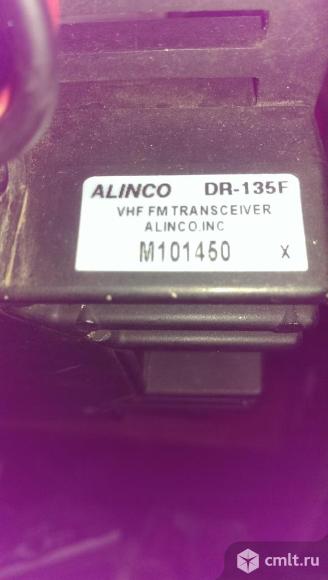 ALINCO DR-135F
VHF FM TRANSCEIVER
ALINCO.INC
M101450 X
cmlt.ru